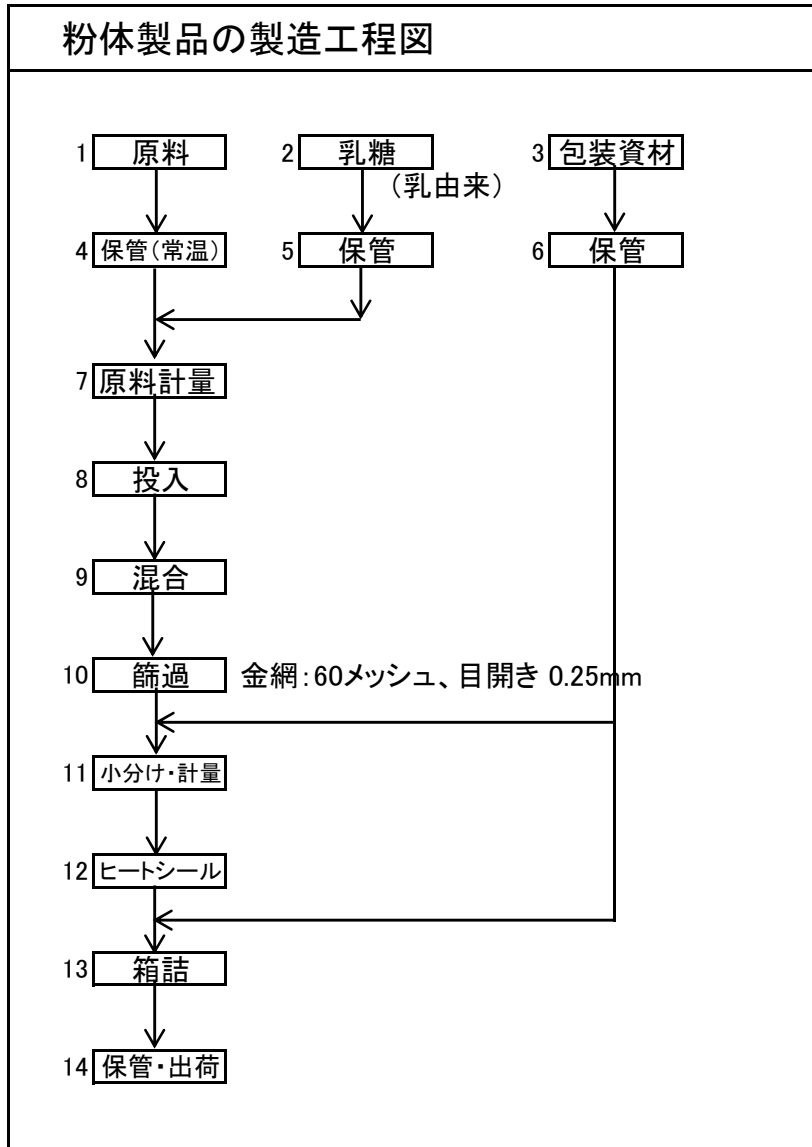 粉体製品の製造工程図
1 原料 2 乳糖 3 包装資材
(乳由来)
4 保管(常温) 5 保管 6 保管
7 原料計量
8 投入
9 混合
10 篩過 金網:60メッシュ、目開き 0.25mm
11 小分け・計量
12 ヒートシール
13 箱詰
14 保管・出荷